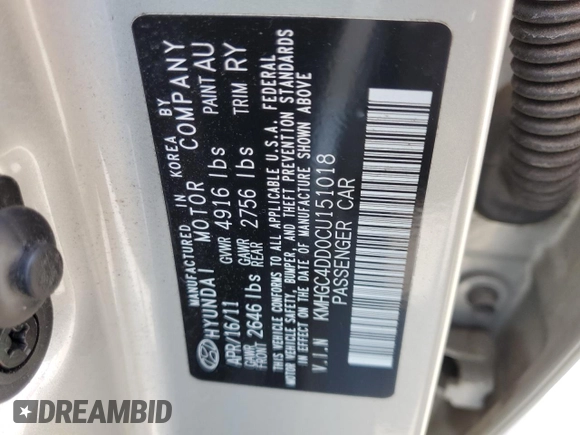 MANUFACTURED IN KOREA BY
HYUNDAI MOTOR COMPANY
APR/16/11 GVWR 4916 lbs PAINT AU
GAWR FRONT 2646 lbs GAWR REAR 2756 lbs TRIM RY
THIS VEHICLE CONFORMS TO ALL APPLICABLE U.S.A. FEDERAL
MOTOR VEHICLE SAFETY, BUMPER, AND THEFT PREVENTION STANDARDS
IN EFFECT ON THE DATE OF MANUFACTURE SHOWN ABOVE.
V.I.N KMHGC4DD0CU151018
PASSENGER CAR
DREAMBID